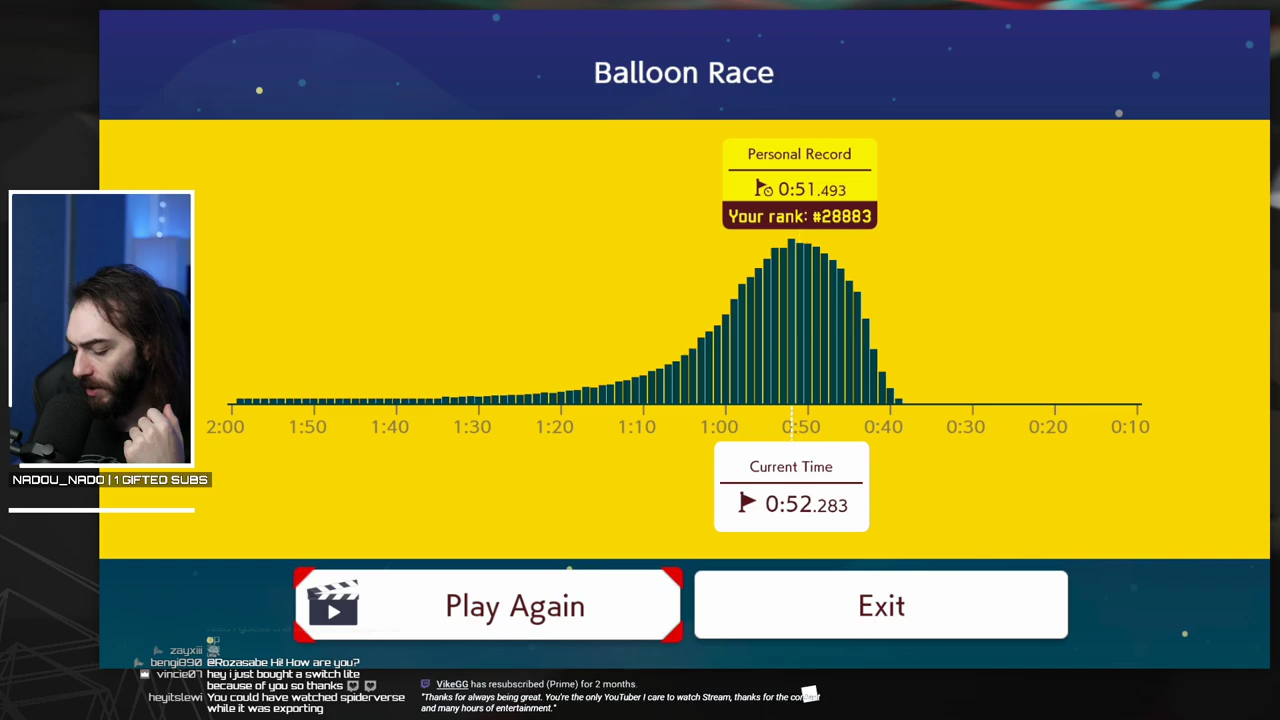 Balloon Race
Personal Record
0:51.493
Your rank: #28883
2:00 1:50 1:40 1:30 1:20 1:10 1:00 0:50 0:40 0:30 0:20 0:10
Current Time
0:52.283
NADOU_NADO | 1 GIFTED SUBS
Play Again
Exit
zayxiii
bengi890 @Rozasabe Hi! How are you?
vincie07 hey i just bought a switch lite
because of you so thanks
heyitslewi You could have watched spiderverse
while it was exporting
VikeGG has resubscribed (Prime) for 2 months.
"Thanks for always being great. You're the only YouTuber I care to watch Stream, thanks for the
and many hours of entertainment."